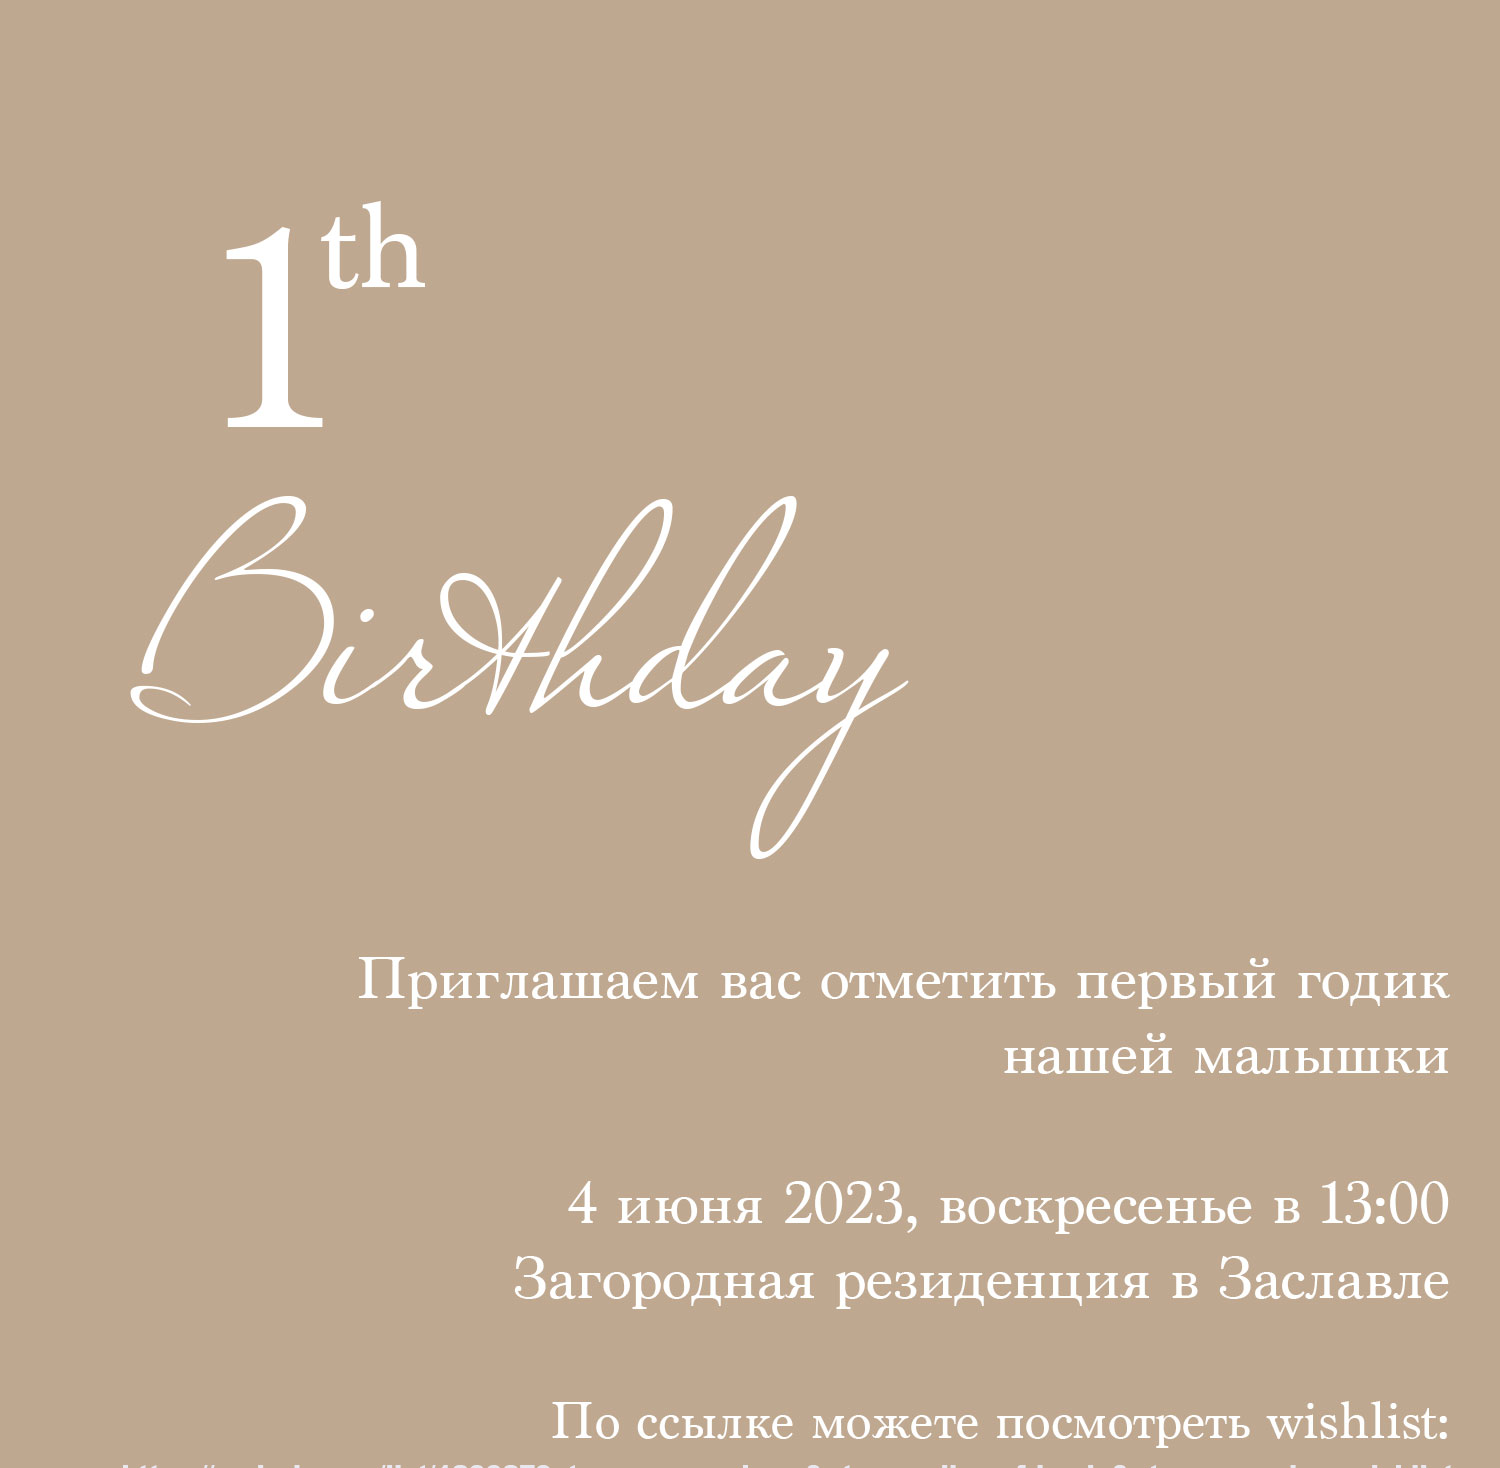 1th
Birthday
Приглашаем вас отметить первый годик
нашей малышки
4 июня 2023, воскресенье в 13:00
Загородная резиденция в Заславле
По ссылке можете посмотреть wishlist: